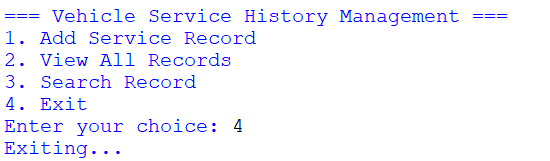 === Vehicle Service History Management ===
1. Add Service Record
2. View All Records
3. Search Record
4. Exit
Enter your choice: 4
Exiting...